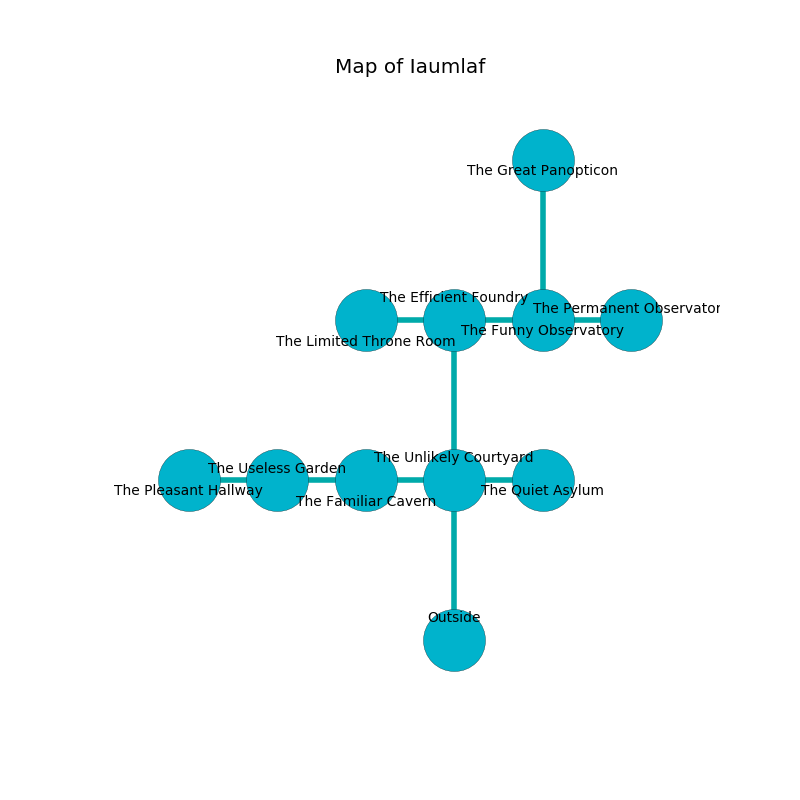 Map of Iaumlaf
The Great Panopticon
The Efficient Foundry
The Permanent Observator
The Funny Observatory
The Limited Throne Room
The Unlikely Courtyard
The Useless Garden
The Pleasant Hallway
The Quiet Asylum
The Familiar Cavern
Outside